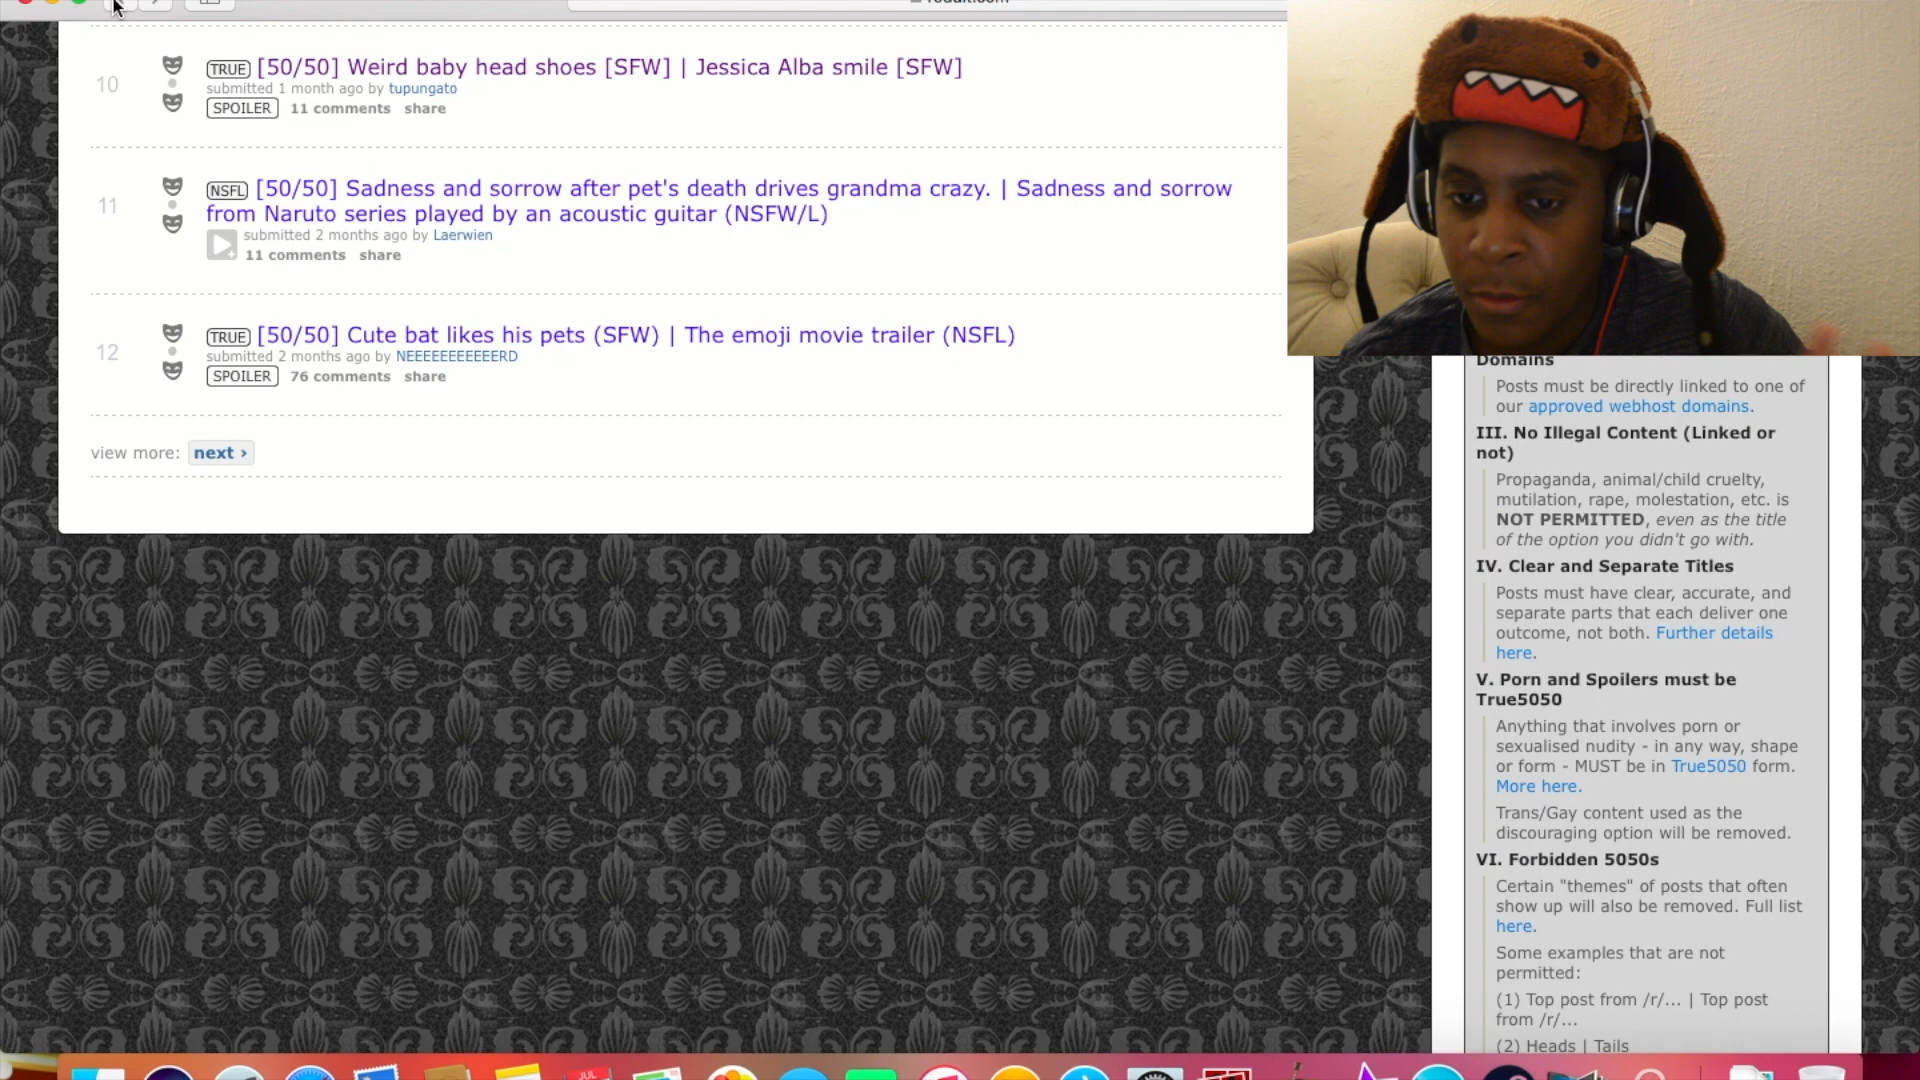 reddit.com
10
TRUE [50/50] Weird baby head shoes [SFW] | Jessica Alba smile [SFW]
submitted 1 month ago by tupungato
SPOILER 11 comments share
11
NSFL [50/50] Sadness and sorrow after pet's death drives grandma crazy. | Sadness and sorrow
from Naruto series played by an acoustic guitar (NSFW/L)
submitted 2 months ago by Laerwien
11 comments share
12
TRUE [50/50] Cute bat likes his pets (SFW) | The emoji movie trailer (NSFL)
submitted 2 months ago by NEEEEEEEEEEERD
SPOILER 76 comments share
view more: next ›
Domains
Posts must be directly linked to one of
our approved webhost domains.
III. No Illegal Content (Linked or
not)
Propaganda, animal/child cruelty,
mutilation, rape, molestation, etc. is
NOT PERMITTED, even as the title
of the option you didn't go with.
IV. Clear and Separate Titles
Posts must have clear, accurate, and
separate parts that each deliver one
outcome, not both. Further details
here.
V. Porn and Spoilers must be
True5050
Anything that involves porn or
sexualised nudity - in any way, shape
or form - MUST be in True5050 form.
More here.
Trans/Gay content used as the
discouraging option will be removed.
VI. Forbidden 5050s
Certain "themes" of posts that often
show up will also be removed. Full list
here.
Some examples that are not
permitted:
(1) Top post from /r/... | Top post
from /r/...
(2) Heads | Tails
JUL